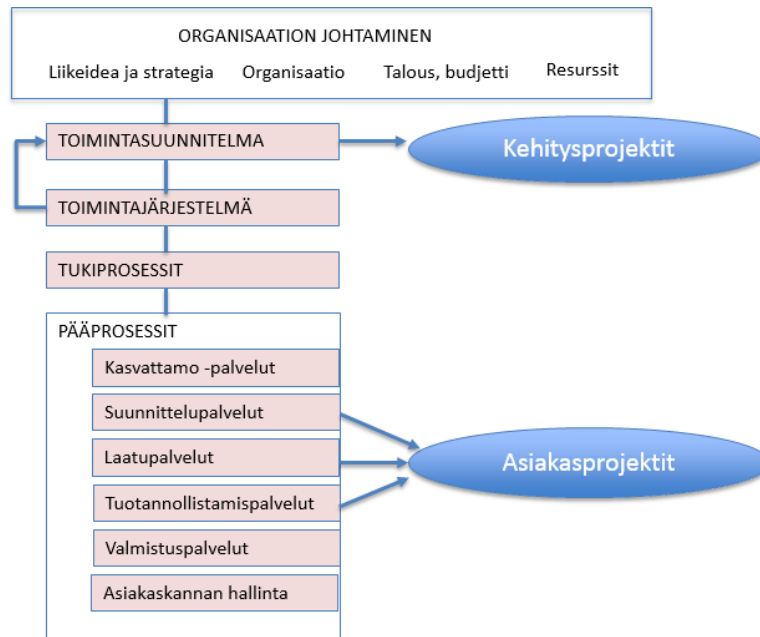 ORGANISAATION JOHTAMINEN
Liikeidea ja strategia Organisaatio Talous, budjetti Resurssit
TOIMINTASUUNNITELMA
Kehitysprojektit
TOIMINTAJÄRJESTELMÄ
TUKIPROSESSIT
PÄÄPROSESSIT
Kasvattamo -palvelut
Suunnittelupalvelut
Laatupalvelut
Asiakasprojektit
Tuotannollistamispalvelut
Valmistuspalvelut
Asiakaskannan hallinta